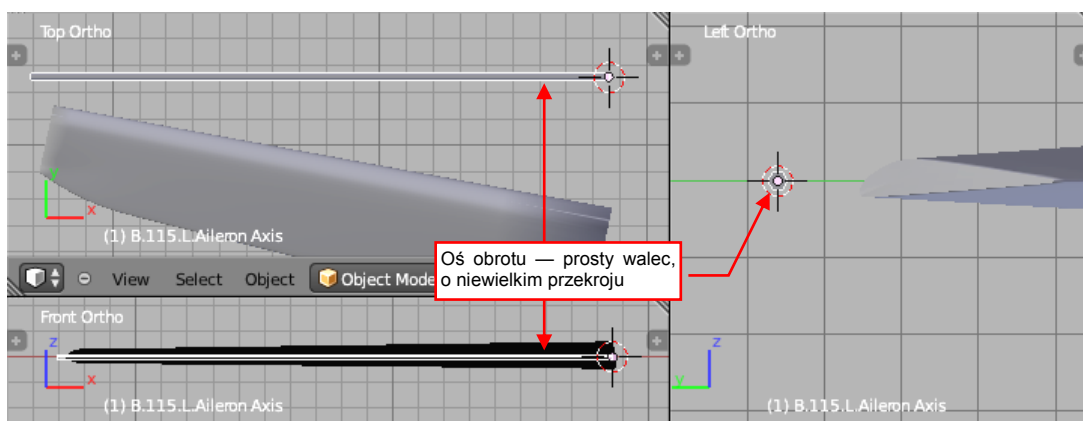 Top Ortho
Left Ortho
y
x
(1) B.115.L.Aileron Axis
Oś obrotu — prosty walec,
o niewielkim przekroju
View Select Object Object Mode
Front Ortho
z
x
(1) B.115.L.Aileron Axis
z
y
(1) B.115.L.Aileron Axis